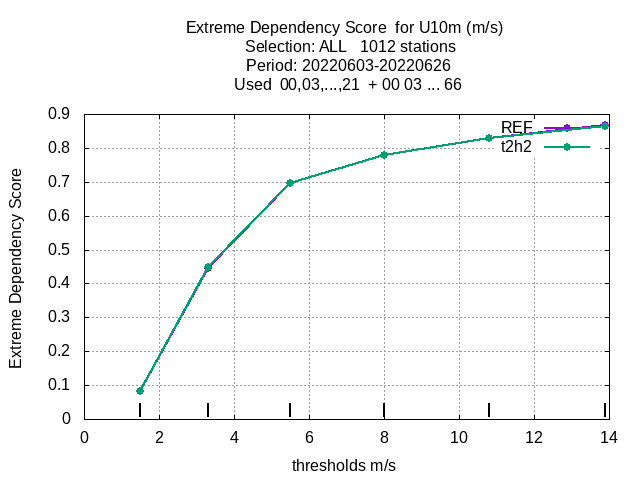 Extreme Dependency Score  for U10m (m/s)
Selection: ALL   1012 stations
Period: 20220603-20220626
Used  00,03,...,21  + 00 03 ... 66
REF
t2h2
0.9
0.8
0.7
0.6
0.5
0.4
0.3
0.2
0.1
0
Extreme Dependency Score
0 2 4 6 8 10 12 14
thresholds m/s